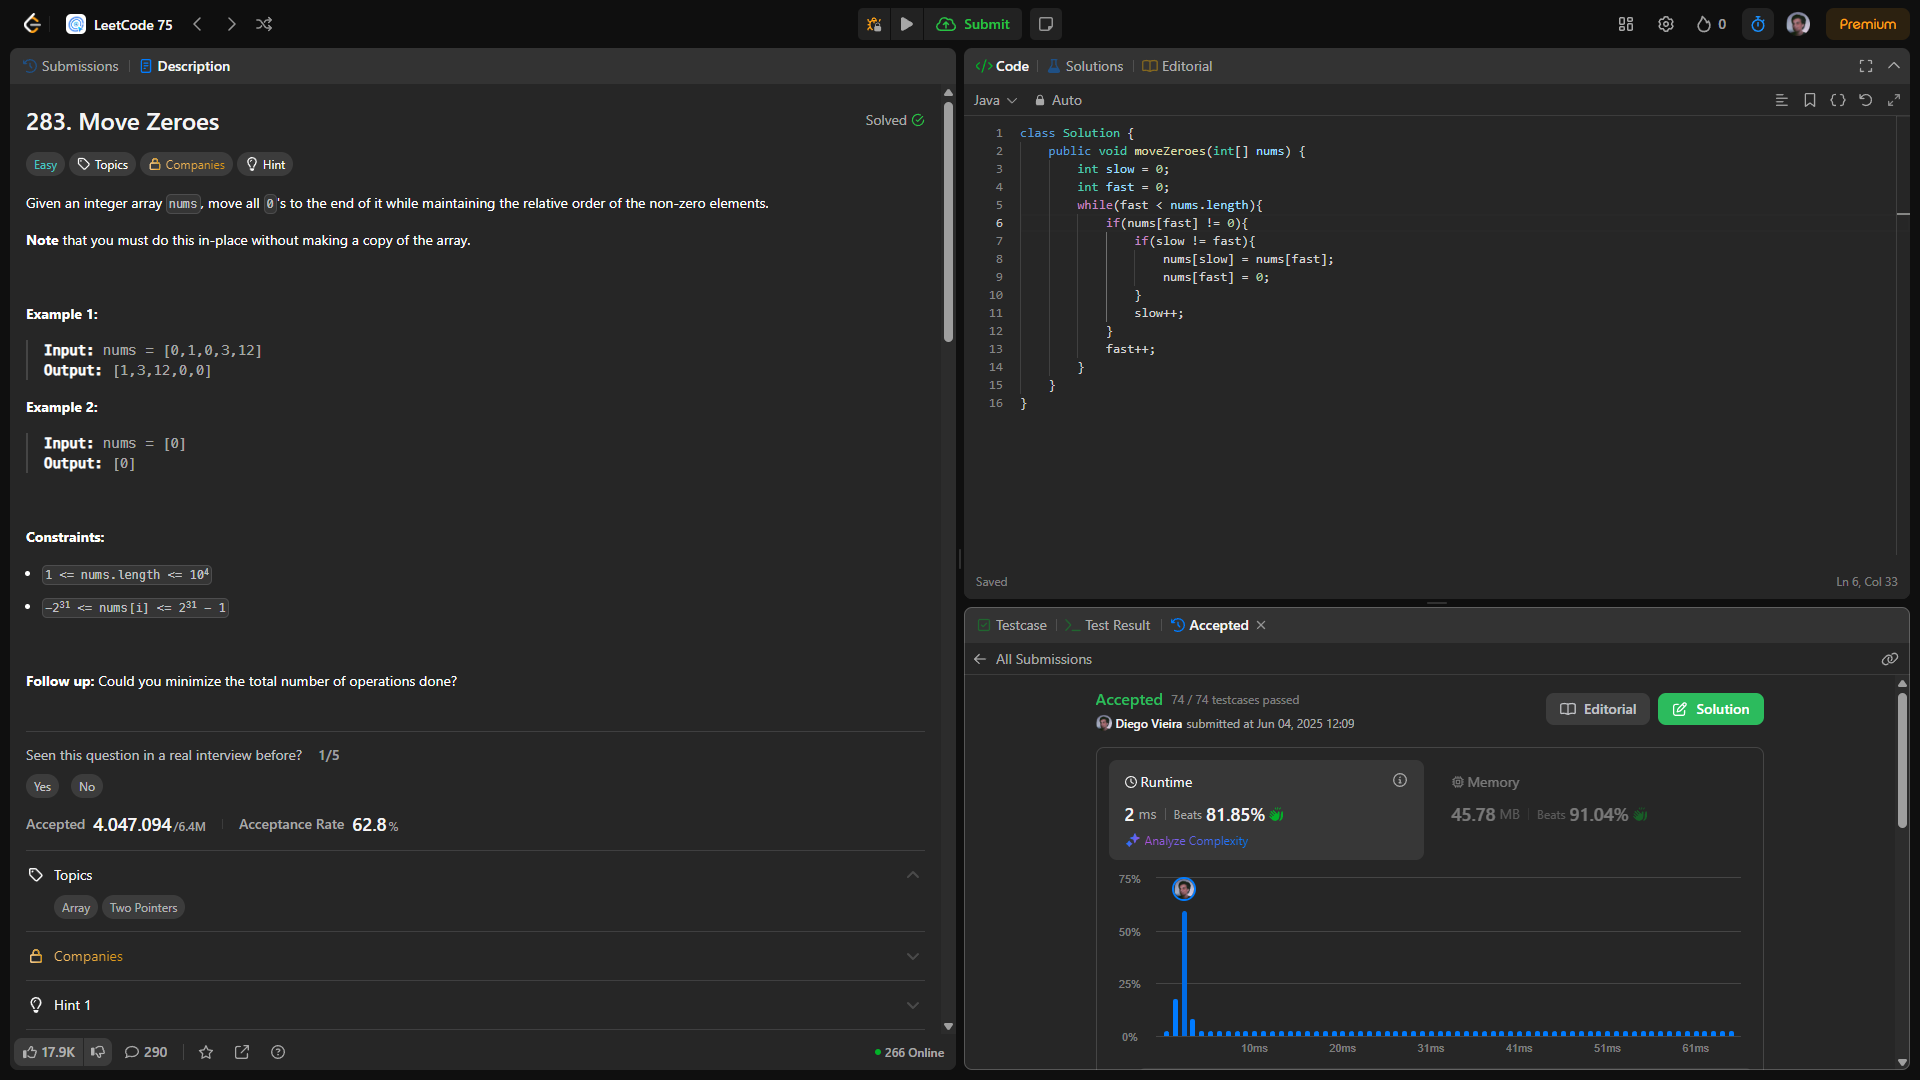 LeetCode 75
Submit
0
Premium
Submissions
Description
283. Move Zeroes
Solved
Easy
Topics
Companies
Hint
Given an integer array nums, move all 0's to the end of it while maintaining the relative order of the non-zero elements.
Note that you must do this in-place without making a copy of the array.
Example 1:
Input: nums = [0,1,0,3,12]
Output: [1,3,12,0,0]
Example 2:
Input: nums = [0]
Output: [0]
Constraints:
1 <= nums.length <= 10⁴
-2³¹ <= nums[i] <= 2³¹ - 1
Follow up: Could you minimize the total number of operations done?
Seen this question in a real interview before? 1/5
Yes
No
Accepted 4.047.094/6.4M
Acceptance Rate 62.8%
Topics
Array
Two Pointers
Companies
Hint 1
17.9K
290
266 Online
Code
Solutions
Editorial
Java
Auto
1 class Solution {
2 public void moveZeroes(int[] nums) {
3 int slow = 0;
4 int fast = 0;
5 while(fast < nums.length){
6 if(nums[fast] != 0){
7 if(slow != fast){
8 nums[slow] = nums[fast];
9 nums[fast] = 0;
10 }
11 slow++;
12 }
13 fast++;
14 }
15 }
16 }
Saved
Ln 6, Col 33
Testcase
Test Result
Accepted
All Submissions
Accepted 74 / 74 testcases passed
Diego Vieira submitted at Jun 04, 2025 12:09
Editorial
Solution
Runtime
2 ms
Beats 81.85%
Analyze Complexity
Memory
45.78 MB
Beats 91.04%
75%
50%
25%
0%
10ms
20ms
31ms
41ms
51ms
61ms